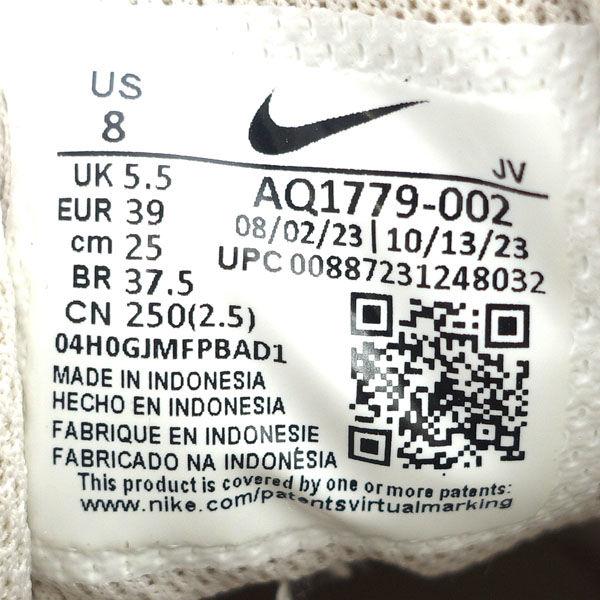 US
8
JV
UK 5.5
EUR 39
cm 25
BR 37.5
CN 250(2.5)
AQ1779-002
08/02/23 | 10/13/23
UPC 00887231248032
04H0GJMFPBAD1
MADE IN INDONESIA
HECHO EN INDONESIA
FABRIQUE EN INDONESIE
FABRICADO NA INDONÉSIA
This product is covered by one or more patents:
www.nike.com/patentsvirtualmarking